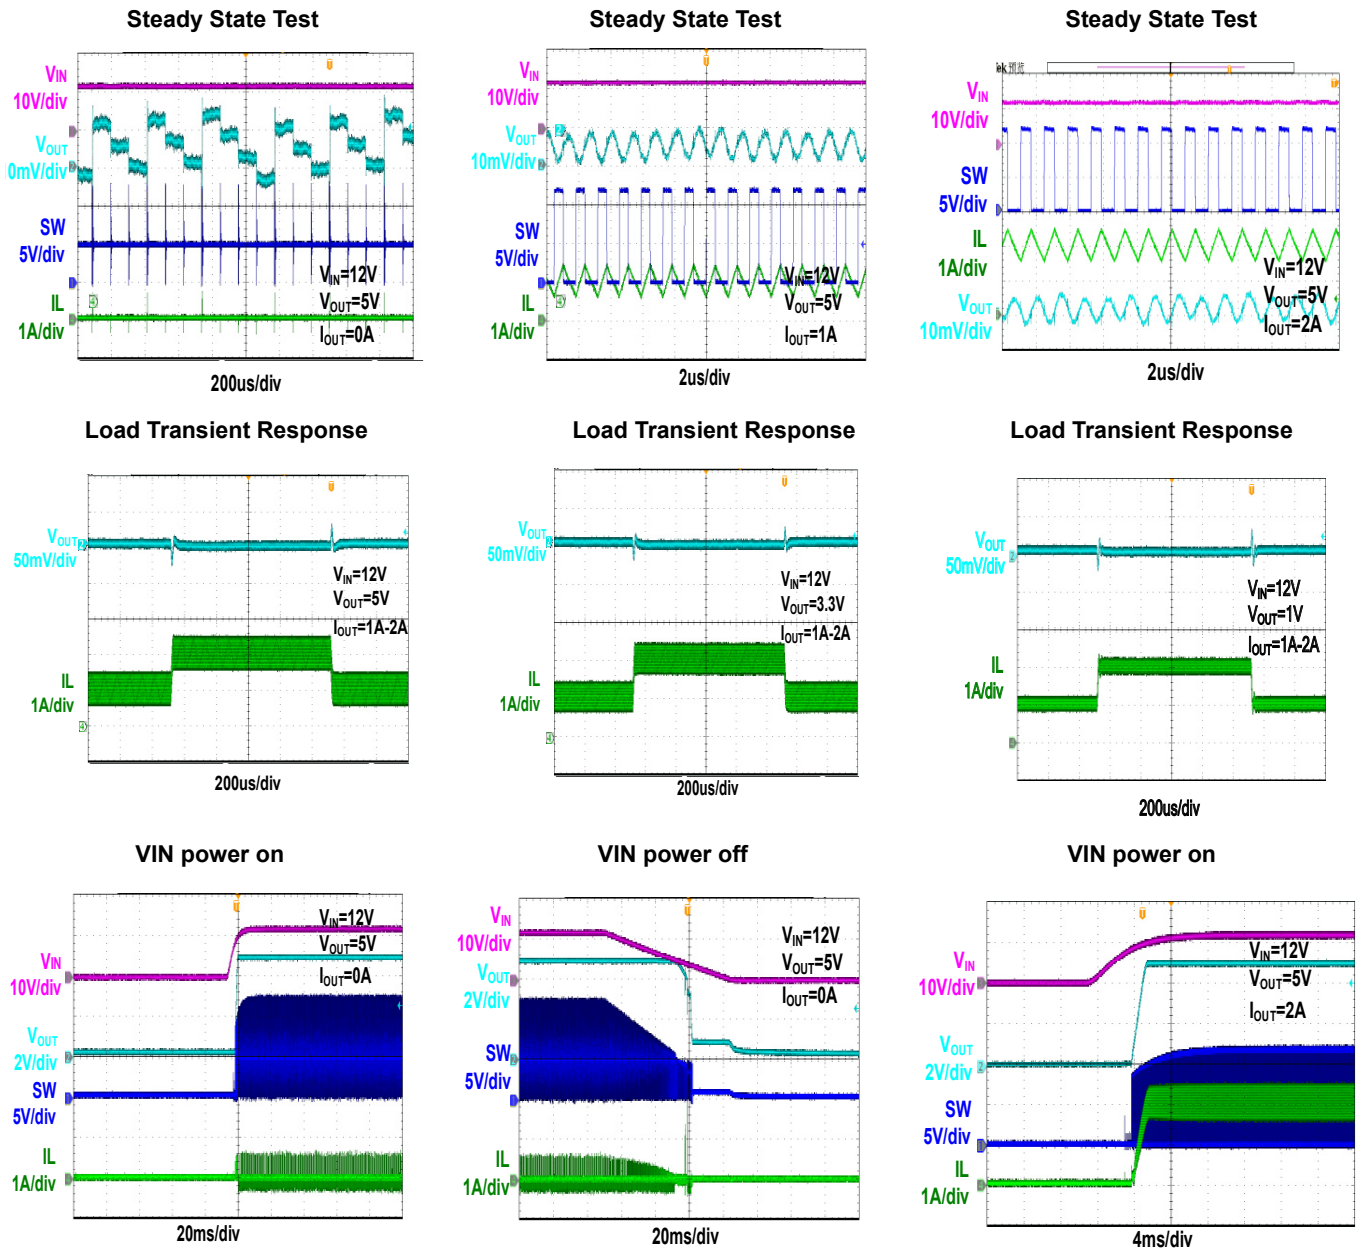 Steady State Test
Steady State Test
Steady State Test
VIN
10V/div
VOUT
0mV/div
SW
5V/div
IL
1A/div
VIN=12V
VOUT=5V
IOUT=0A
200us/div
VIN
10V/div
VOUT
10mV/div
SW
5V/div
IL
1A/div
VIN=12V
VOUT=5V
IOUT=1A
2us/div
ek 预览
VIN
10V/div
SW
5V/div
IL
1A/div
VOUT
10mV/div
VIN=12V
VOUT=5V
IOUT=2A
2us/div
Load Transient Response
Load Transient Response
Load Transient Response
VOUT
50mV/div
VIN=12V
VOUT=5V
IOUT=1A-2A
IL
1A/div
200us/div
VOUT
50mV/div
VIN=12V
VOUT=3.3V
IOUT=1A-2A
IL
1A/div
200us/div
VOUT
50mV/div
VIN=12V
VOUT=1V
IOUT=1A-2A
IL
1A/div
200us/div
VIN power on
VIN power off
VIN power on
VIN=12V
VOUT=5V
IOUT=0A
VIN
10V/div
VOUT
2V/div
SW
5V/div
IL
1A/div
20ms/div
VIN
10V/div
VOUT
2V/div
SW
5V/div
IL
1A/div
VIN=12V
VOUT=5V
IOUT=0A
20ms/div
VIN
10V/div
VOUT
2V/div
SW
5V/div
IL
1A/div
VIN=12V
VOUT=5V
IOUT=2A
4ms/div